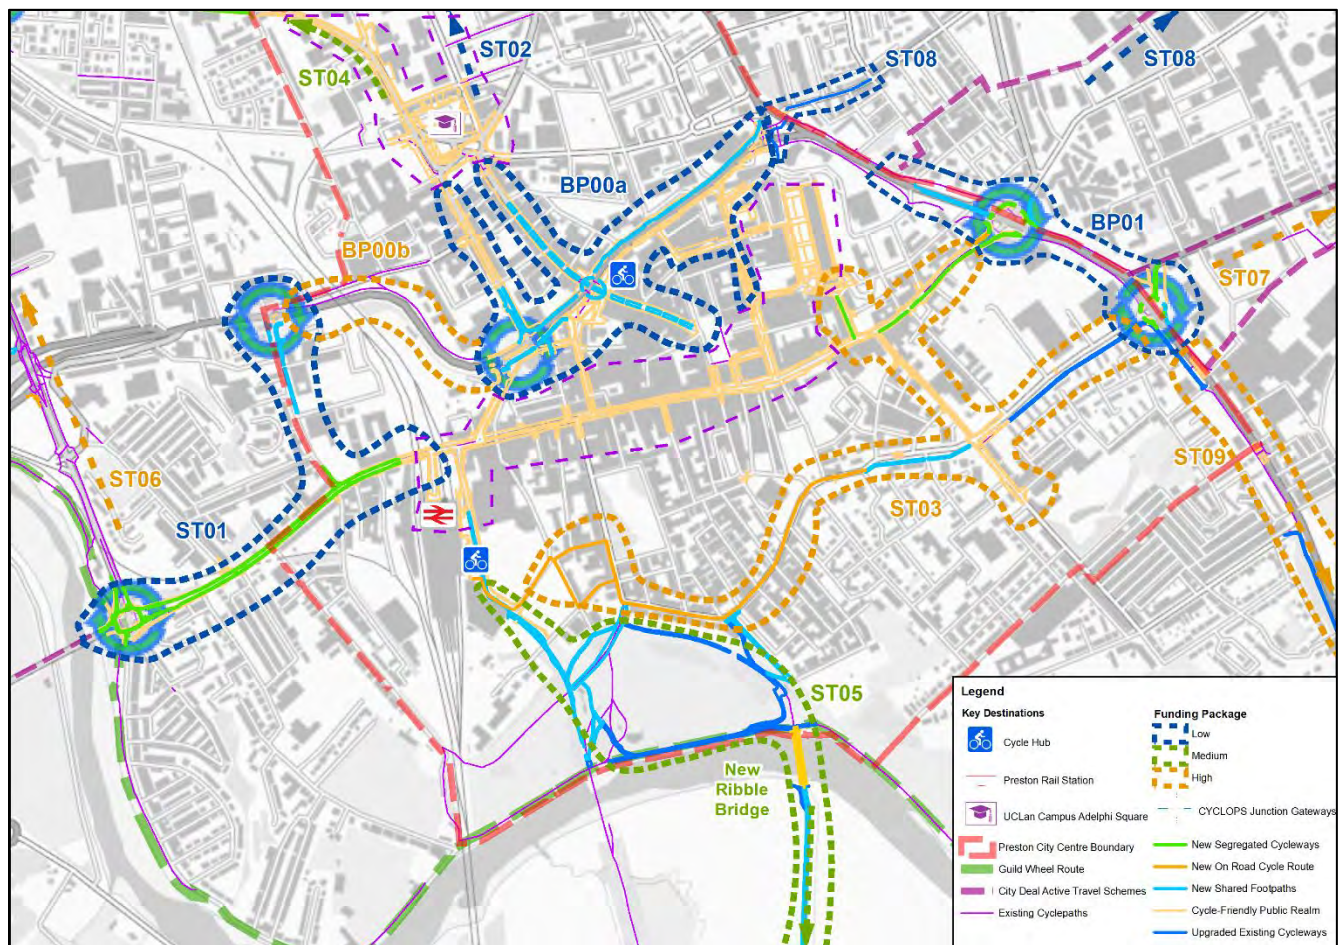 ST02
ST04
ST08
ST08
BP00a
BP01
BP00b
ST07
ST06
ST01
ST03
ST09
ST05
New
Ribble
Bridge
Legend
Key Destinations
Cycle Hub
Preston Rail Station
UCLan Campus Adelphi Square
Preston City Centre Boundary
Guild Wheel Route
City Deal Active Travel Schemes
Existing Cyclepaths
Funding Package
Low
Medium
High
CYCLOPS Junction Gateways
New Segregated Cycleways
New On Road Cycle Route
New Shared Footpaths
Cycle-Friendly Public Realm
Upgraded Existing Cycleways